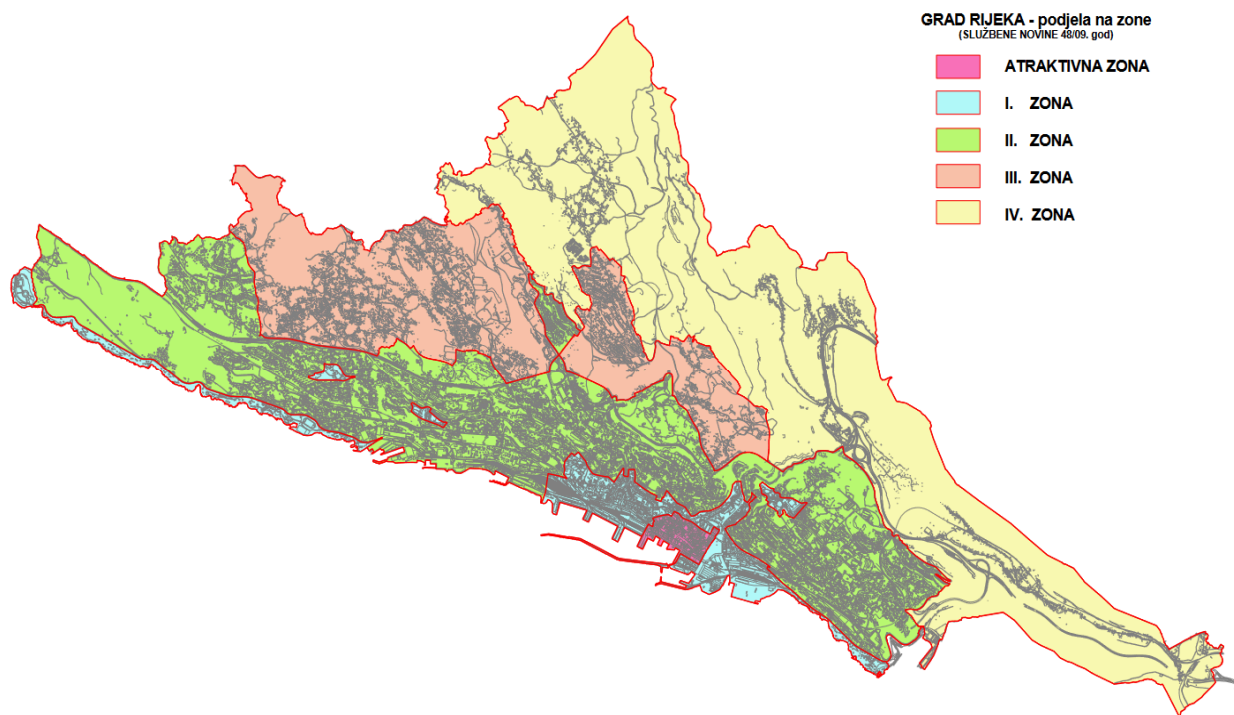 GRAD RIJEKA - podjela na zone
(SLUŽBENE NOVINE 48/09. god)
ATRAKTIVNA ZONA
I. ZONA
II. ZONA
III. ZONA
IV. ZONA